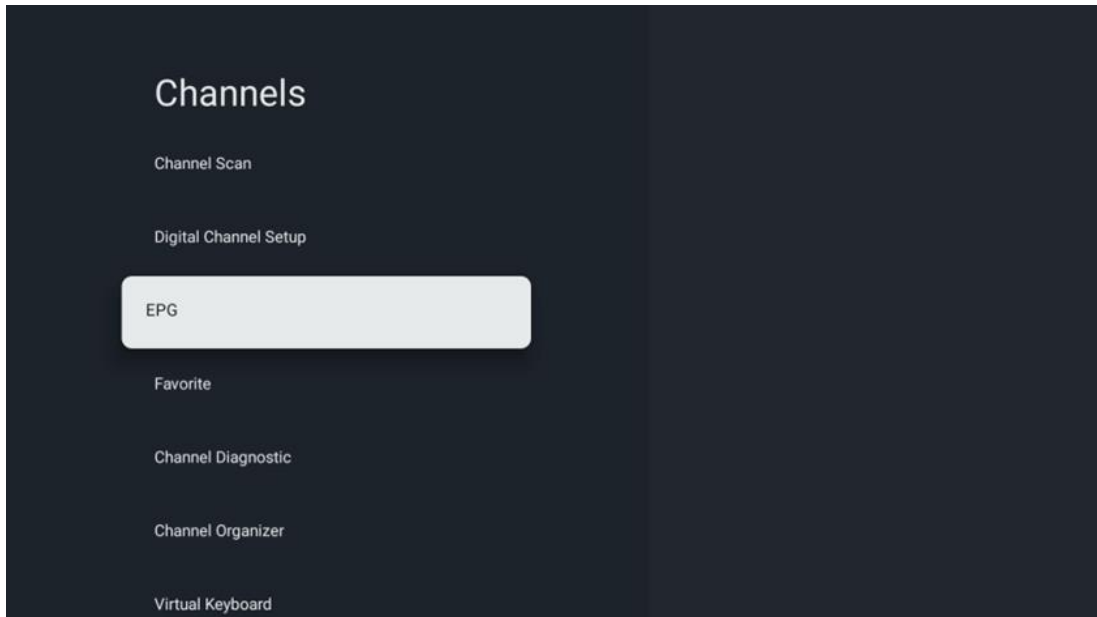 Channels
Channel Scan
Digital Channel Setup
EPG
Favorite
Channel Diagnostic
Channel Organizer
Virtual Keyboard